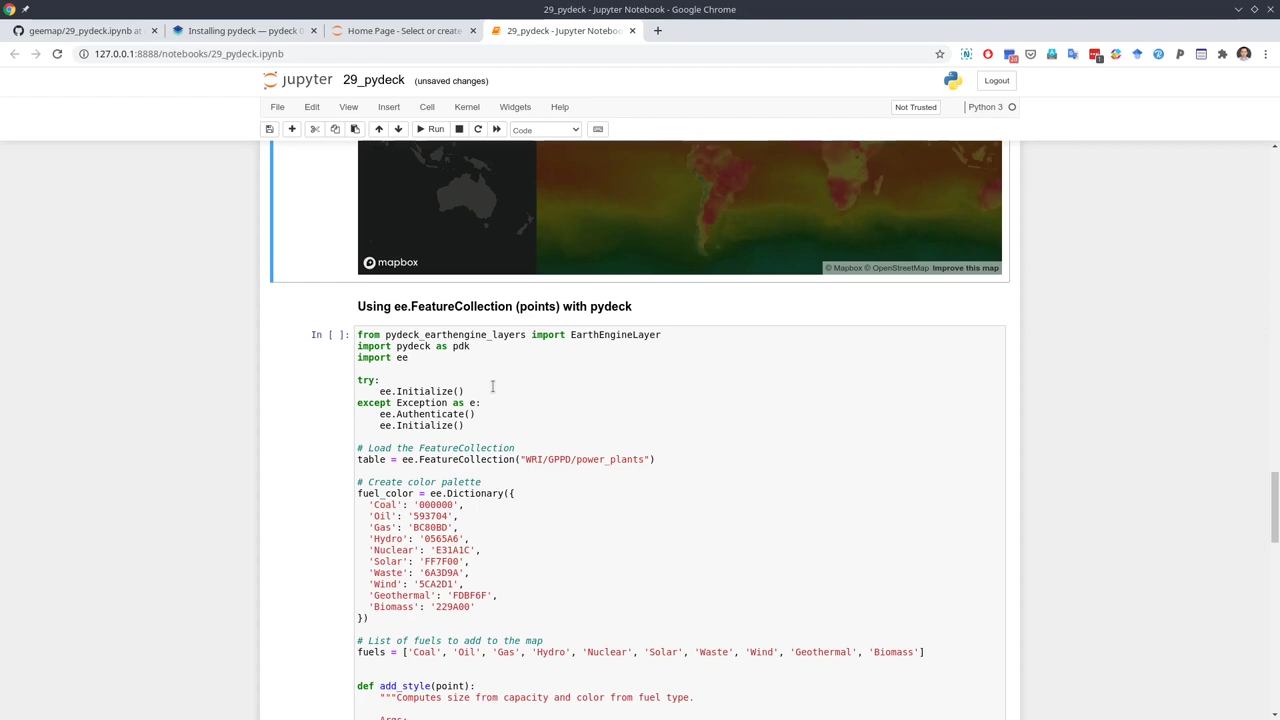 29_pydeck - Jupyter Notebook - Google Chrome
geemap/29_pydeck.ipynb at
Installing pydeck — pydeck 0
Home Page - Select or create
29_pydeck - Jupyter Notebook
127.0.0.1:8888/notebooks/29_pydeck.ipynb
jupyter 29_pydeck (unsaved changes)
Logout
File Edit View Insert Cell Kernel Widgets Help
Not Trusted
Python 3
Run
Code
mapbox
© Mapbox © OpenStreetMap Improve this map
Using ee.FeatureCollection (points) with pydeck
In [ ]: from pydeck_earthengine_layers import EarthEngineLayer
import pydeck as pdk
import ee
try:
ee.Initialize()
except Exception as e:
ee.Authenticate()
ee.Initialize()
# Load the FeatureCollection
table = ee.FeatureCollection("WRI/GPPD/power_plants")
# Create color palette
fuel_color = ee.Dictionary({
'Coal': '000000',
'Oil': '593704',
'Gas': 'BC80BD',
'Hydro': '0565A6',
'Nuclear': 'E31A1C',
'Solar': 'FF7F00',
'Waste': '6A3D9A',
'Wind': '5CA2D1',
'Geothermal': 'FDBF6F',
'Biomass': '229A00'
})
# List of fuels to add to the map
fuels = ['Coal', 'Oil', 'Gas', 'Hydro', 'Nuclear', 'Solar', 'Waste', 'Wind', 'Geothermal', 'Biomass']
def add_style(point):
"""Computes size from capacity and color from fuel type.
Args: